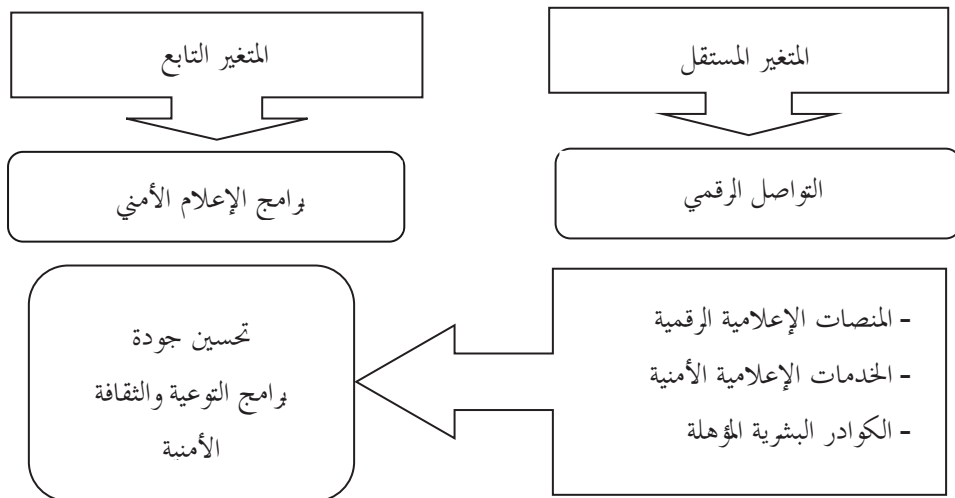 المتغير المستقل
المتغير التابع
التواصل الرقمي
برامج الإعلام الأمني
- المنصات الإعلامية الرقمية
- الخدمات الإعلامية الأمنية
- الكوادر البشرية المؤهلة
تحسين جودة
برامج التوعية والثقافة
الأمنية